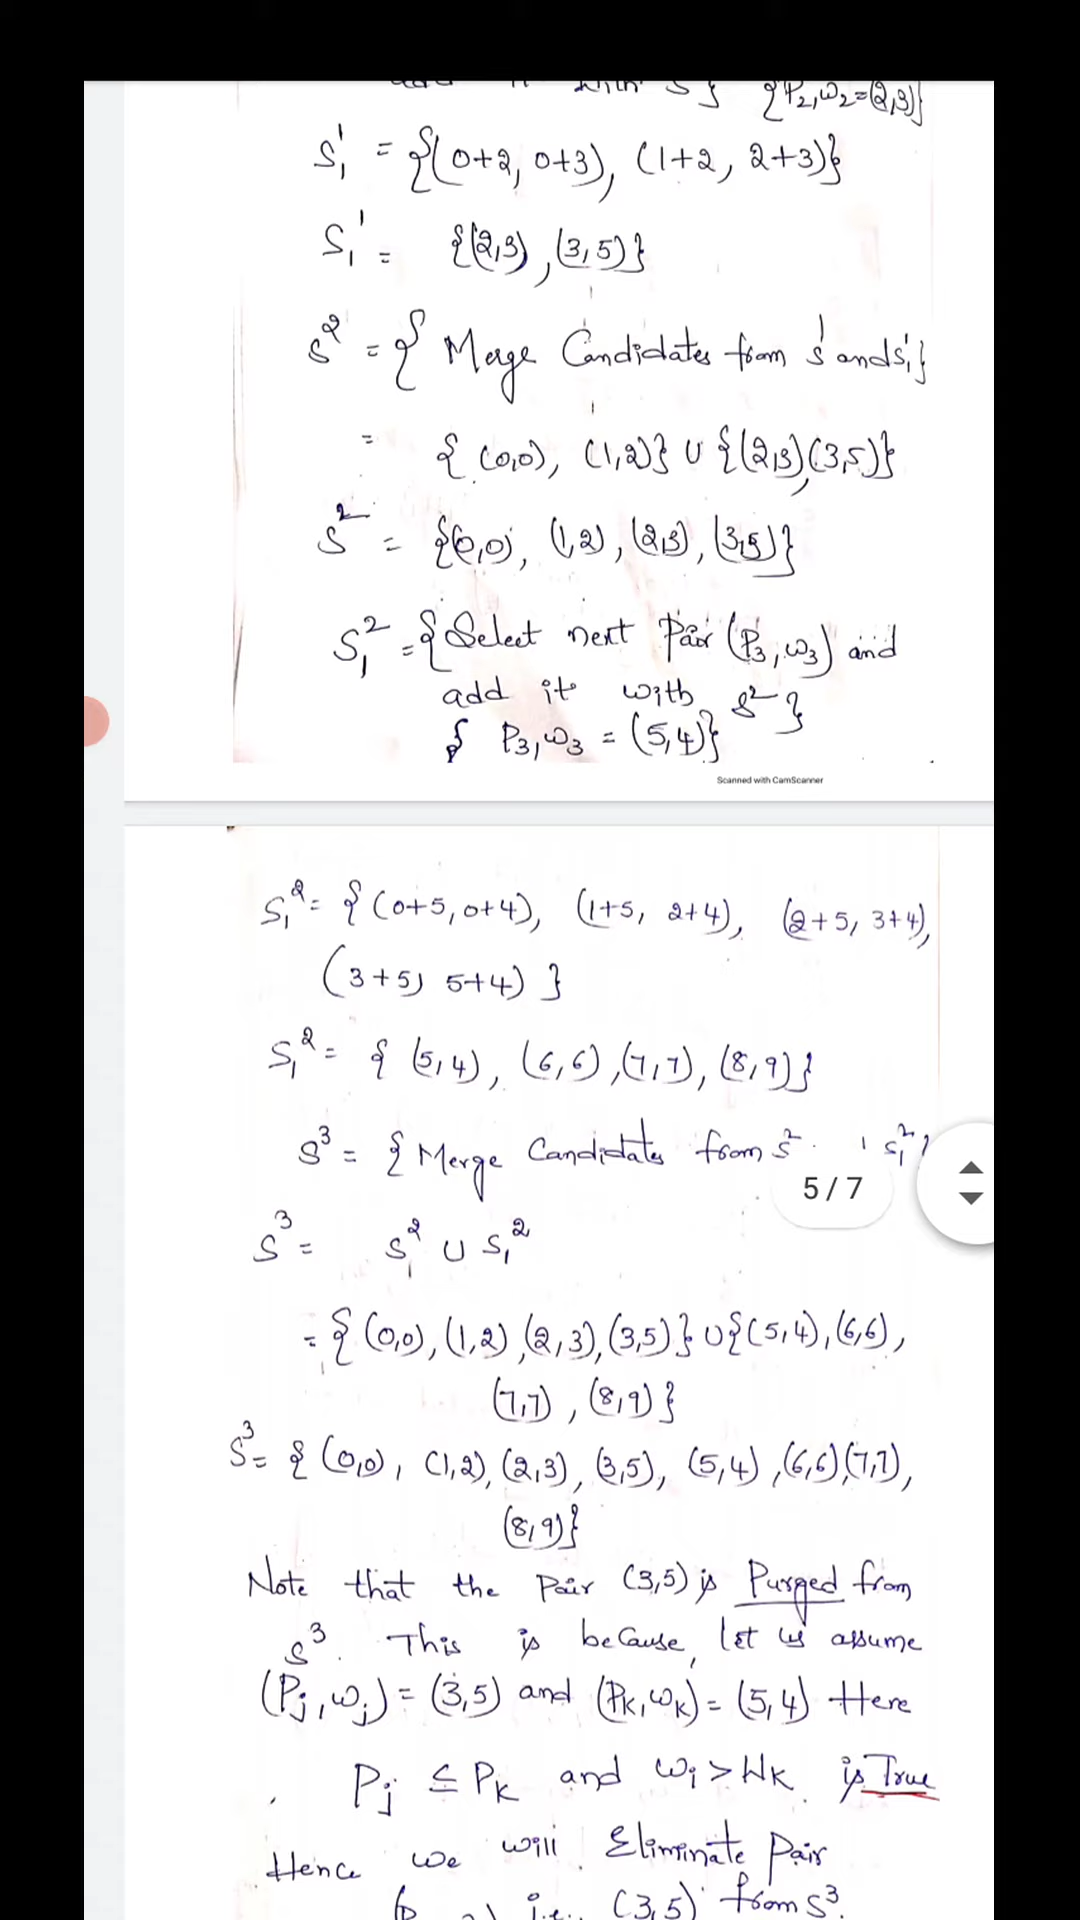 {P₂,ω₂=(2,3)}
S₁¹ = {(0+2, 0+3), (1+2, 2+3)}
S₁¹ = {(2,3), (3,5)}
S² = { Merge Candidates from S¹ and S₁¹}
= { (0,0), (1,2)} ∪ {(2,3),(3,5)}
S² = {(0,0), (1,2), (2,3), (3,5)}
S₁² = {Select next Pair (P₃,ω₃) and
add it with S²}
{ P₃,ω₃ = (5,4)}
Scanned with CamScanner
S₁² = { (0+5, 0+4), (1+5, 2+4), (2+5, 3+4),
(3+5, 5+4) }
S₁² = { (5,4), (6,6), (7,7), (8,9)}
S³ = { Merge Candidates from S² S₁²}
5 / 7
S³ = S₁² ∪ S₁²
= { (0,0), (1,2), (2,3), (3,5)} ∪ {(5,4), (6,6),
(7,7), (8,9) }
S³ = { (0,0), (1,2), (2,3), (3,5), (5,4), (6,6)(7,7),
(8,9)}
Note that the Pair (3,5) is Purged from
S³. This is because, let us assume
(Pj, ωj) = (3,5) and (Pk, ωk) = (5,4) Here
Pj ≤ Pk and ωj > Wk is True
Hence we will Eliminate Pair
i.e., (3,5) from S³.